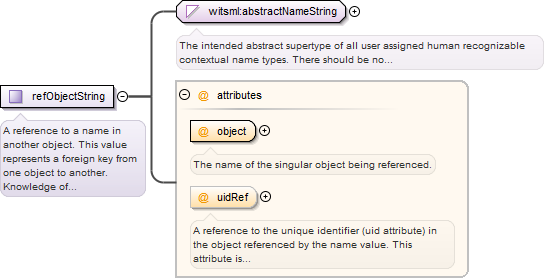 witsml:abstractNameString
The intended abstract supertype of all user assigned human recognizable
contextual name types. There should be no...
refObjectString
A reference to a name in
another object. This value
represents a foreign key from
one object to another.
Knowledge of...
@ attributes
@ object
The name of the singular object being referenced.
@ uidRef
A reference to the unique identifier (uid attribute) in
the object referenced by the name value. This
attribute is...